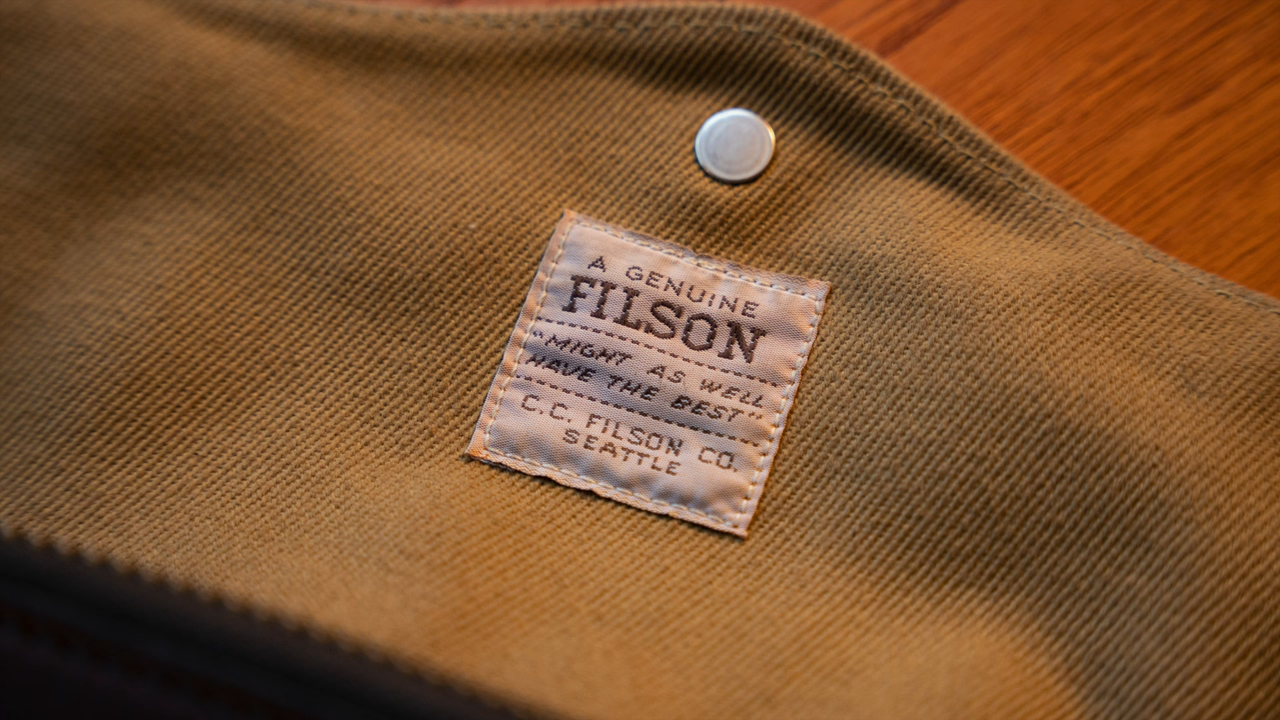 A GENUINE
FILSON
"MIGHT AS WELL
HAVE THE BEST"
C.C. FILSON CO.
SEATTLE